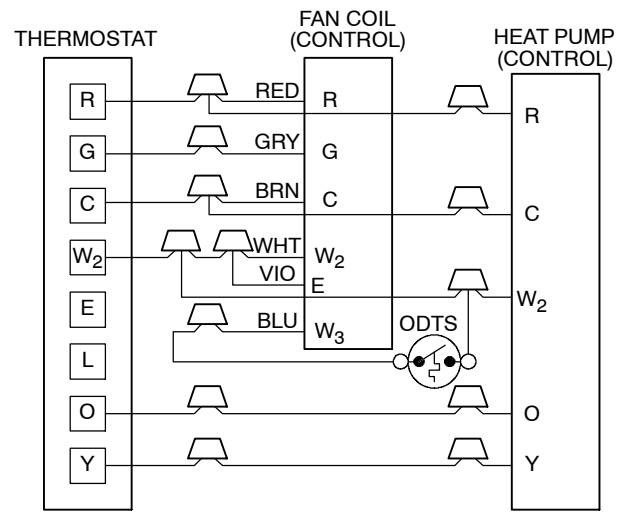 THERMOSTAT
FAN COIL
(CONTROL)
HEAT PUMP
(CONTROL)
R
RED
R
R
G
GRY
G
C
BRN
C
C
W2
WHT
W2
VIO
E
W2
E
BLU
W3
ODTS
L
O
O
Y
Y